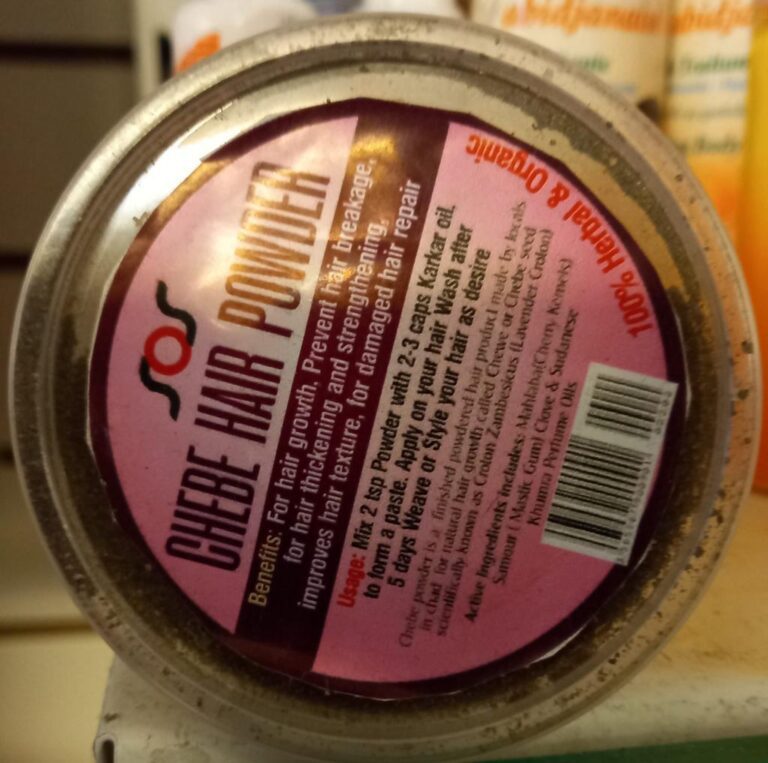 SOS
CHEBE HAIR POWDER
Benefits: For hair growth. Prevent hair breakage,
for hair thickening and strengthening,
improves hair texture, for damaged hair repair
Usage: Mix 2 tsp Powder with 2-3 caps Karkar oil.
to form a paste. Apply on your hair Wash after
5 days Weave or Style your hair as desire
Chebe powder is a finished powdered hair product made by locals
in chad for natural hair growth called Chewe or Chebe seed
scientifically known as Croton Zambesicus (Lavender Croton)
Active Ingredients includes: Mahlaba(Cherry Kernels)
Samour ( Mastic Gum) Clove & Sudanese
Khumra Perfume Oils
100% Herbal & Organic